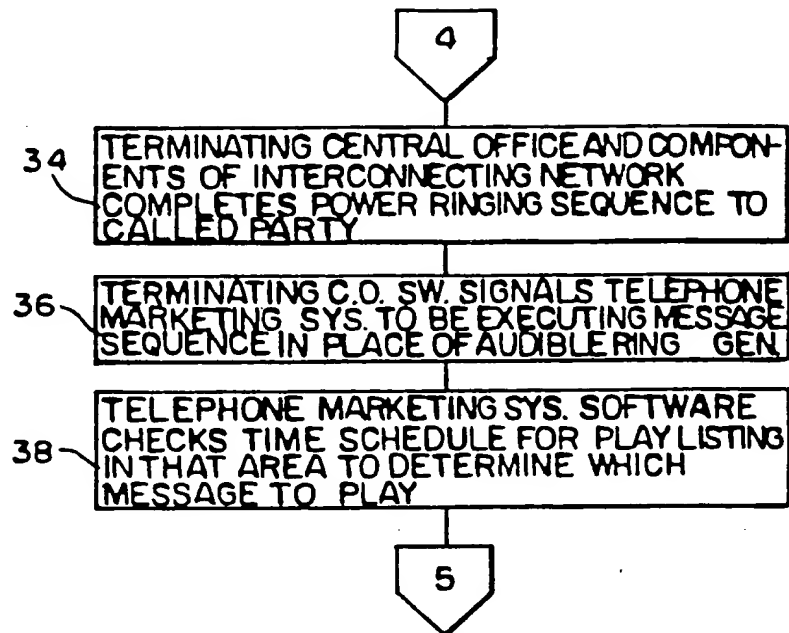 4
34
TERMINATING CENTRAL OFFICE AND COMPON-
ENTS OF INTERCONNECTING NETWORK
COMPLETES POWER RINGING SEQUENCE TO
CALLED PARTY
36
TERMINATING C.O. SW. SIGNALS TELEPHONE
MARKETING SYS. TO BE EXECUTING MESSAGE
SEQUENCE IN PLACE OF AUDIBLE RING GEN.
38
TELEPHONE MARKETING SYS. SOFTWARE
CHECKS TIME SCHEDULE FOR PLAY LISTING
IN THAT AREA TO DETERMINE WHICH
MESSAGE TO PLAY
5